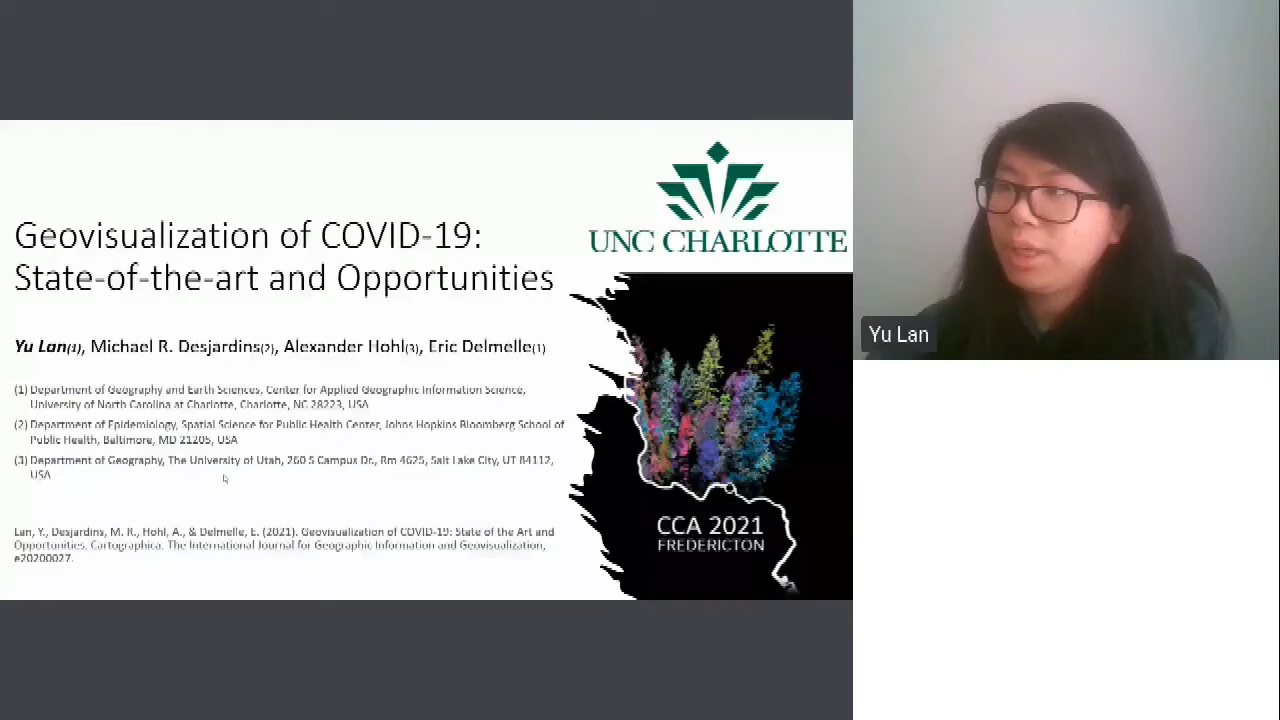 Geovisualization of COVID-19:
State-of-the-art and Opportunities
Yu Lan(1), Michael R. Desjardins(2), Alexander Hohl(3), Eric Delmelle(1)
(1) Department of Geography and Earth Sciences, Center for Applied Geographic Information Science,
University of North Carolina at Charlotte, Charlotte, NC 28223, USA
(2) Department of Epidemiology, Spatial Science for Public Health Center, Johns Hopkins Bloomberg School of
Public Health, Baltimore, MD 21205, USA
(3) Department of Geography, The University of Utah, 260 S Campus Dr., Rm 4625, Salt Lake City, UT 84112,
USA
Lan, Y., Desjardins, M. R., Hohl, A., & Delmelle, E. (2021). Geovisualization of COVID-19: State of the Art and
Opportunities. Cartographica: The International Journal for Geographic Information and Geovisualization,
e20200027.
UNC CHARLOTTE
CCA 2021
FREDERICTON
Yu Lan